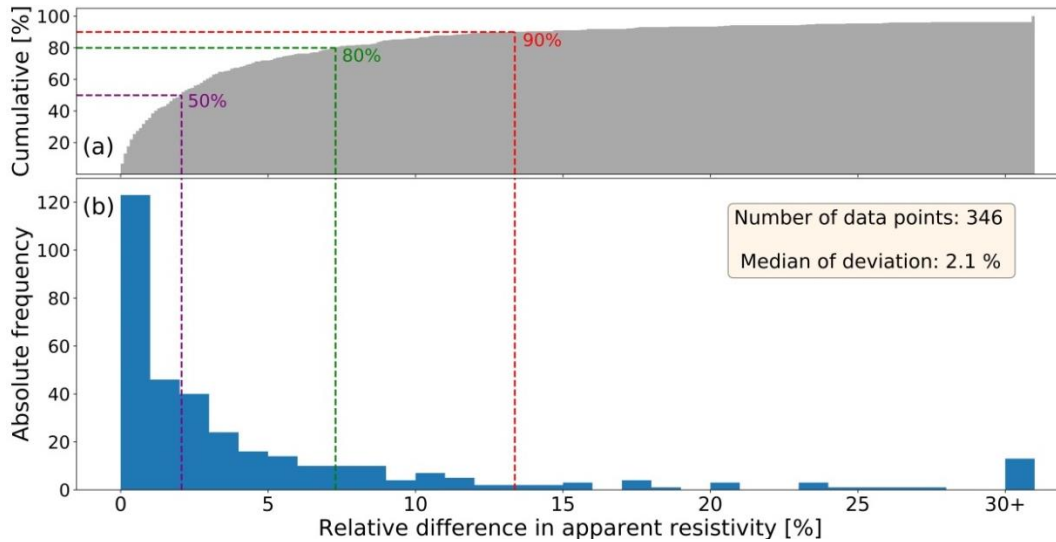 Cumulative [%]
100
80
60
40
20
90%
80%
50%
(a)
(b)
Absolute frequency
120
100
80
60
40
20
0
Number of data points: 346
Median of deviation: 2.1 %
0 5 10 15 20 25 30+
Relative difference in apparent resistivity [%]